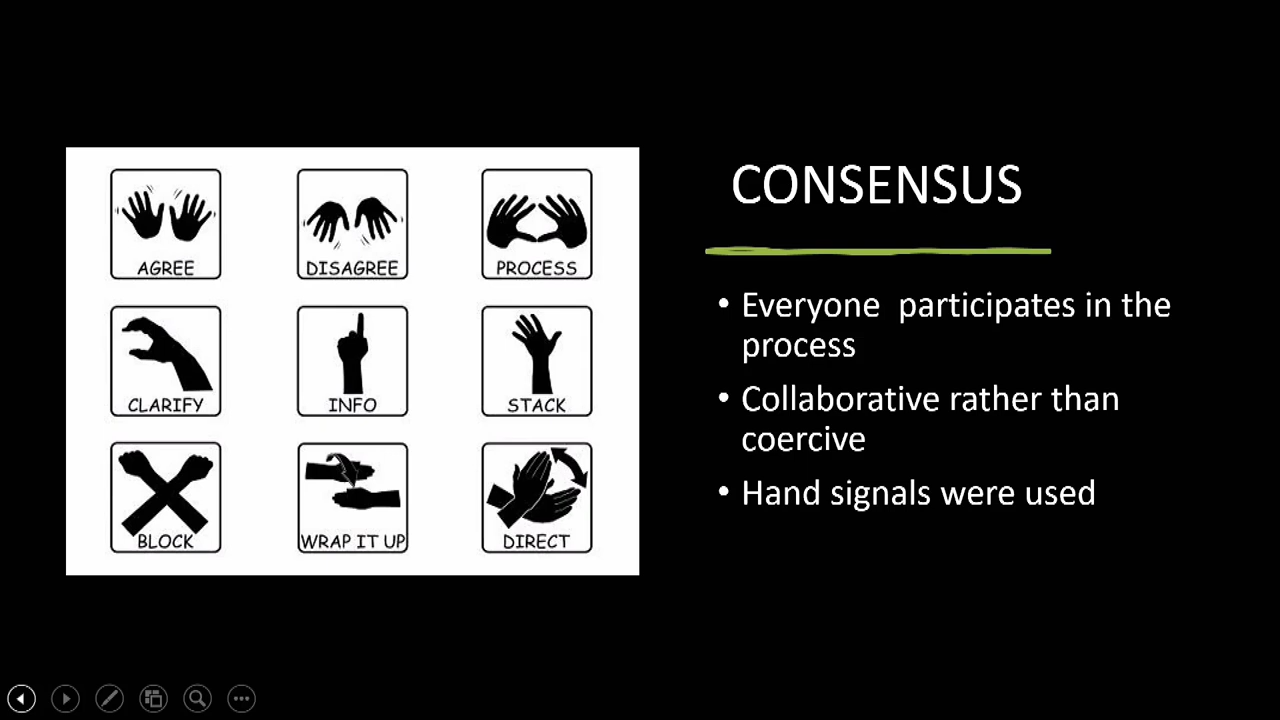 AGREE
DISAGREE
PROCESS
CLARIFY
INFO
STACK
BLOCK
WRAP IT UP
DIRECT
CONSENSUS
• Everyone participates in the
process
• Collaborative rather than
coercive
• Hand signals were used